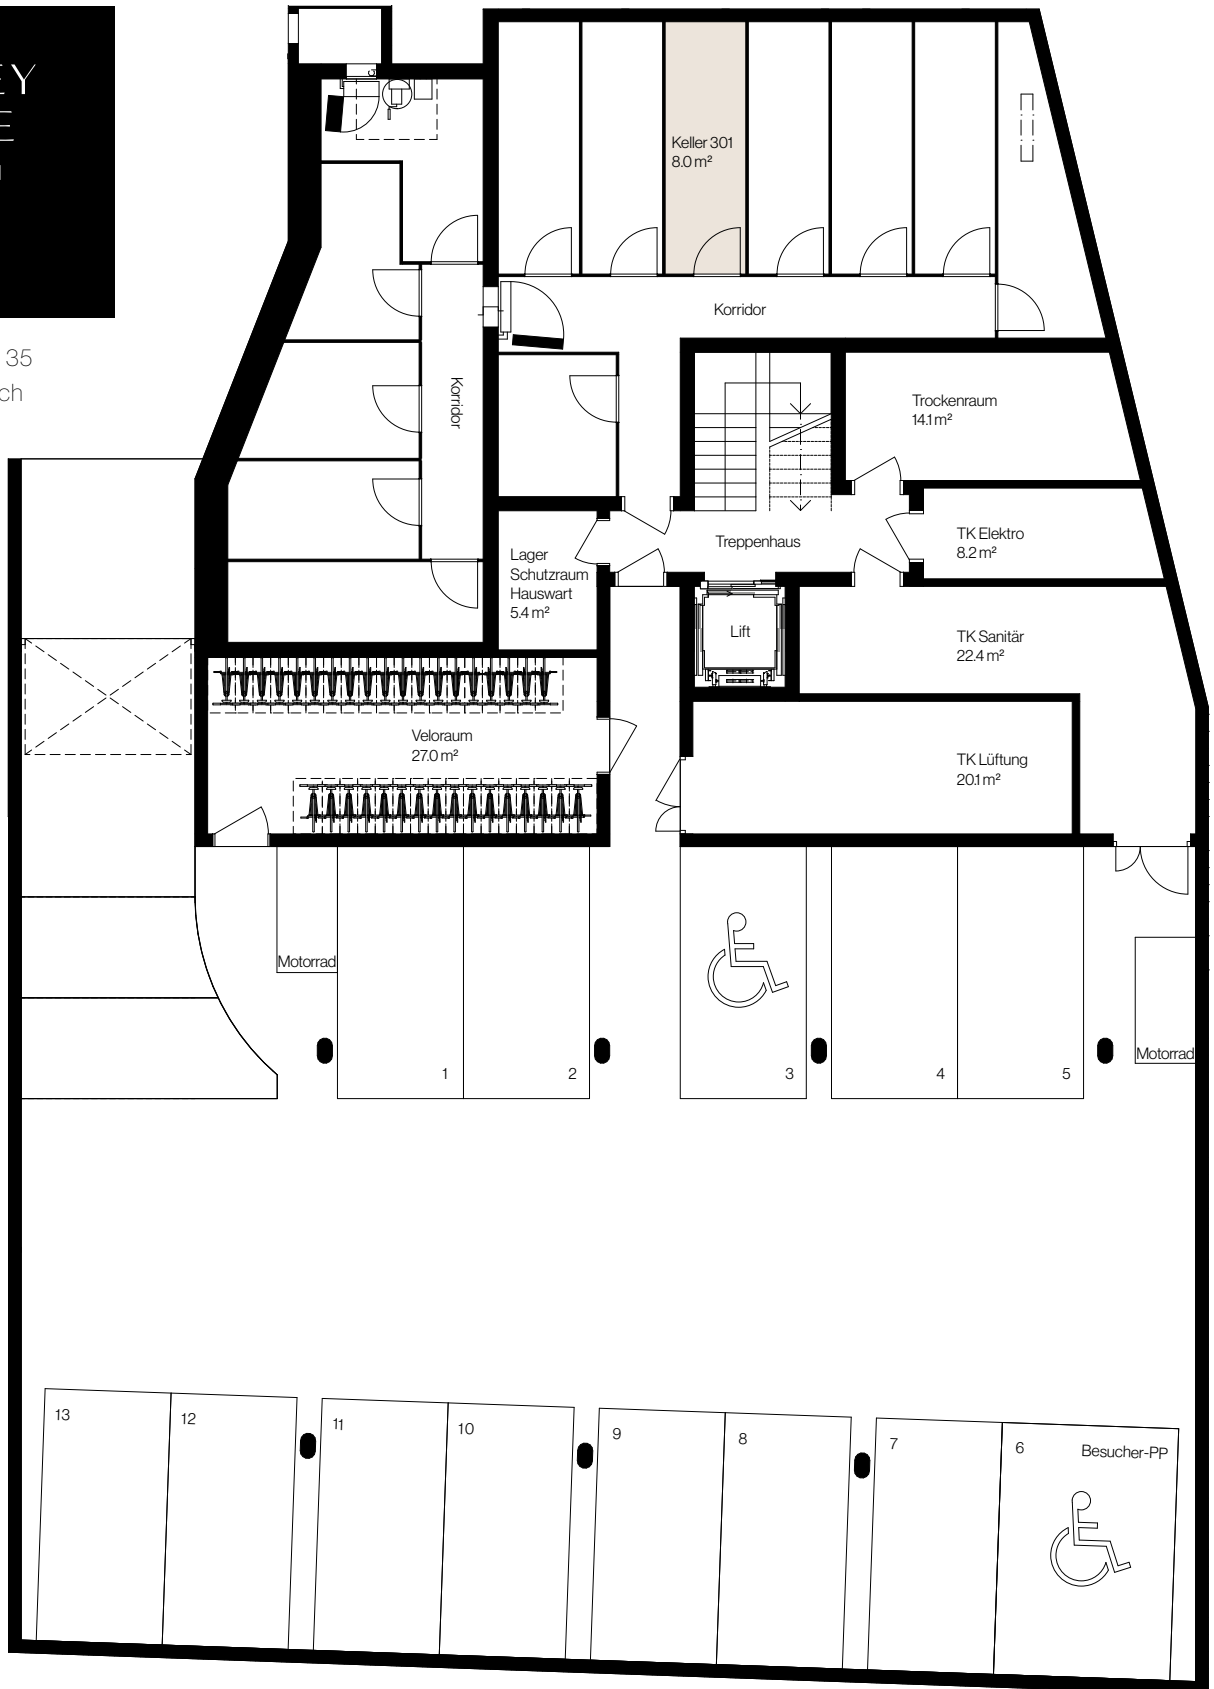 EY
E
35
ch
Keller 301
8.0 m²
Korridor
Korridor
Trockenraum
14.1 m²
TK Elektro
8.2 m²
Treppenhaus
Lager
Schutzraum
Hauswart
5.4 m²
Lift
TK Sanitär
22.4 m²
Veloraum
27.0 m²
TK Lüftung
20.1 m²
Motorrad
Motorrad
1
2
3
4
5
13
12
11
10
9
8
7
6
Besucher-PP